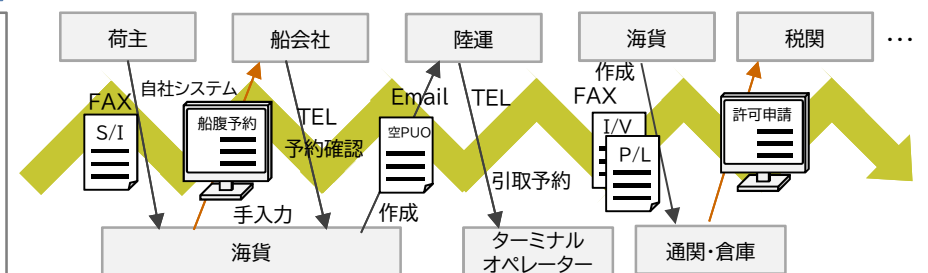 荷主
船会社
陸運
海貨
税関
…
FAX
S/I
自社システム
船腹予約
手入力
TEL
予約確認
Email
空PUO
作成
TEL
引取予約
作成
FAX
I/V
P/L
許可申請
海貨
ターミナル
オペレーター
通関・倉庫